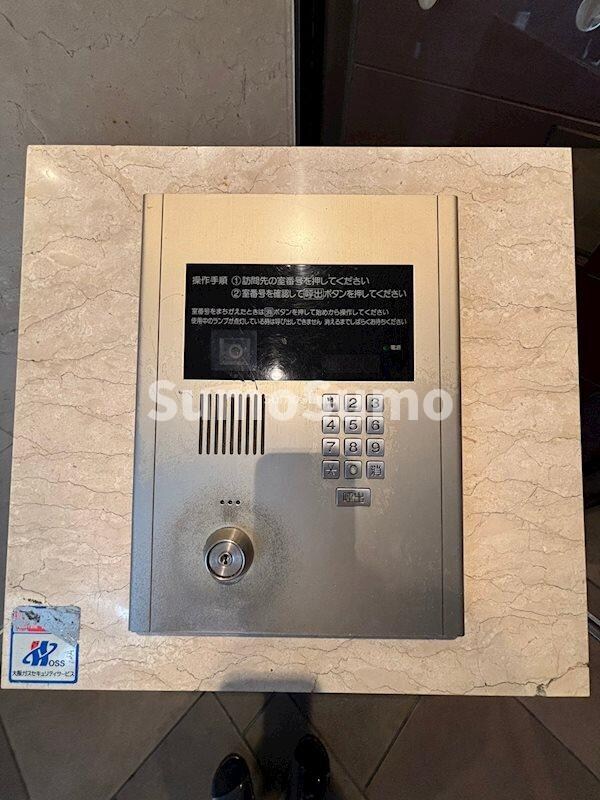 操作手順 ①訪問先の室番号を押してください
②室番号を確認して呼出ボタンを押してください
室番号をまちがえたときは消ボタンを押して始めから操作してください
使用中のランプが点灯している時は呼び出しできません 消えるまでしばらくお待ちください
電源
SumoSumo
1 2 3
4 5 6
7 8 9
* 0 消
呼出
HOSS
大阪ガスセキュリティサービス